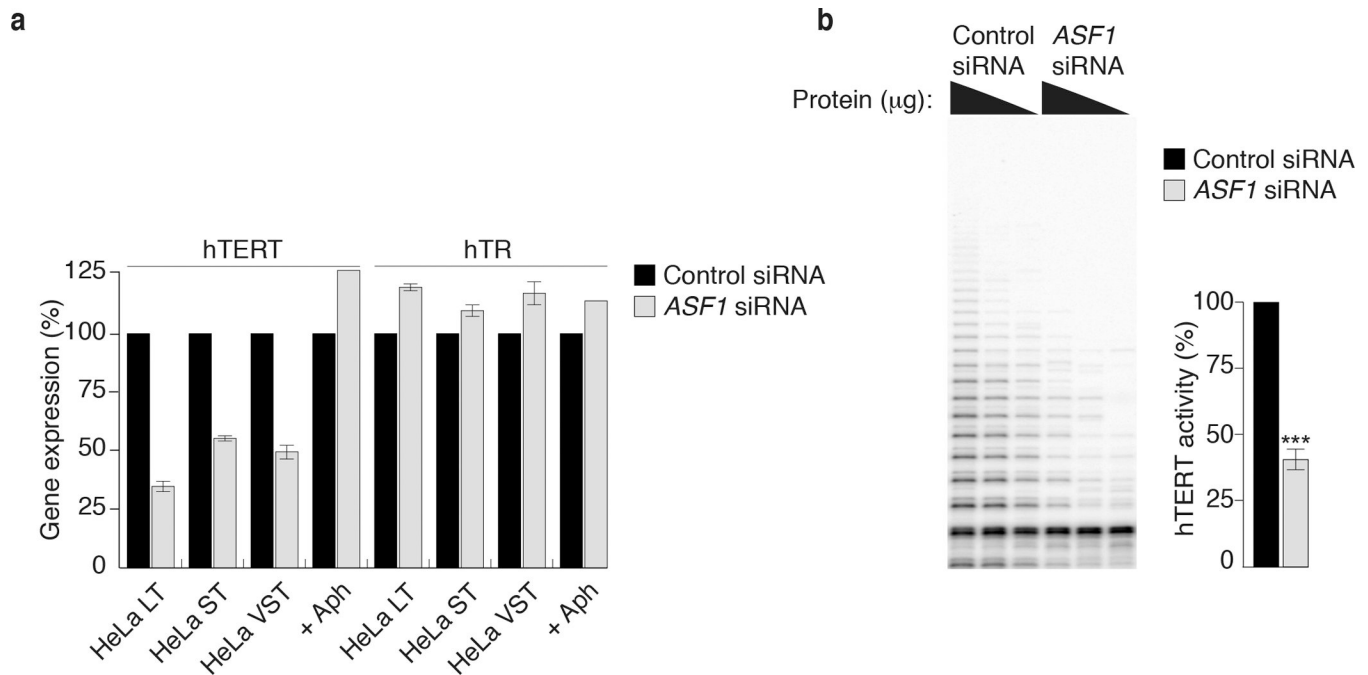 a
hTERT
hTR
Gene expression (%)
125
100
75
50
25
0
HeLa LT
HeLa ST
HeLa VST
+ Aph
HeLa LT
HeLa ST
HeLa VST
+ Aph
Control siRNA
ASF1 siRNA
b
Control ASF1
siRNA siRNA
Protein (μg):
Control siRNA
ASF1 siRNA
hTERT activity (%)
100
75
50
25
0
***